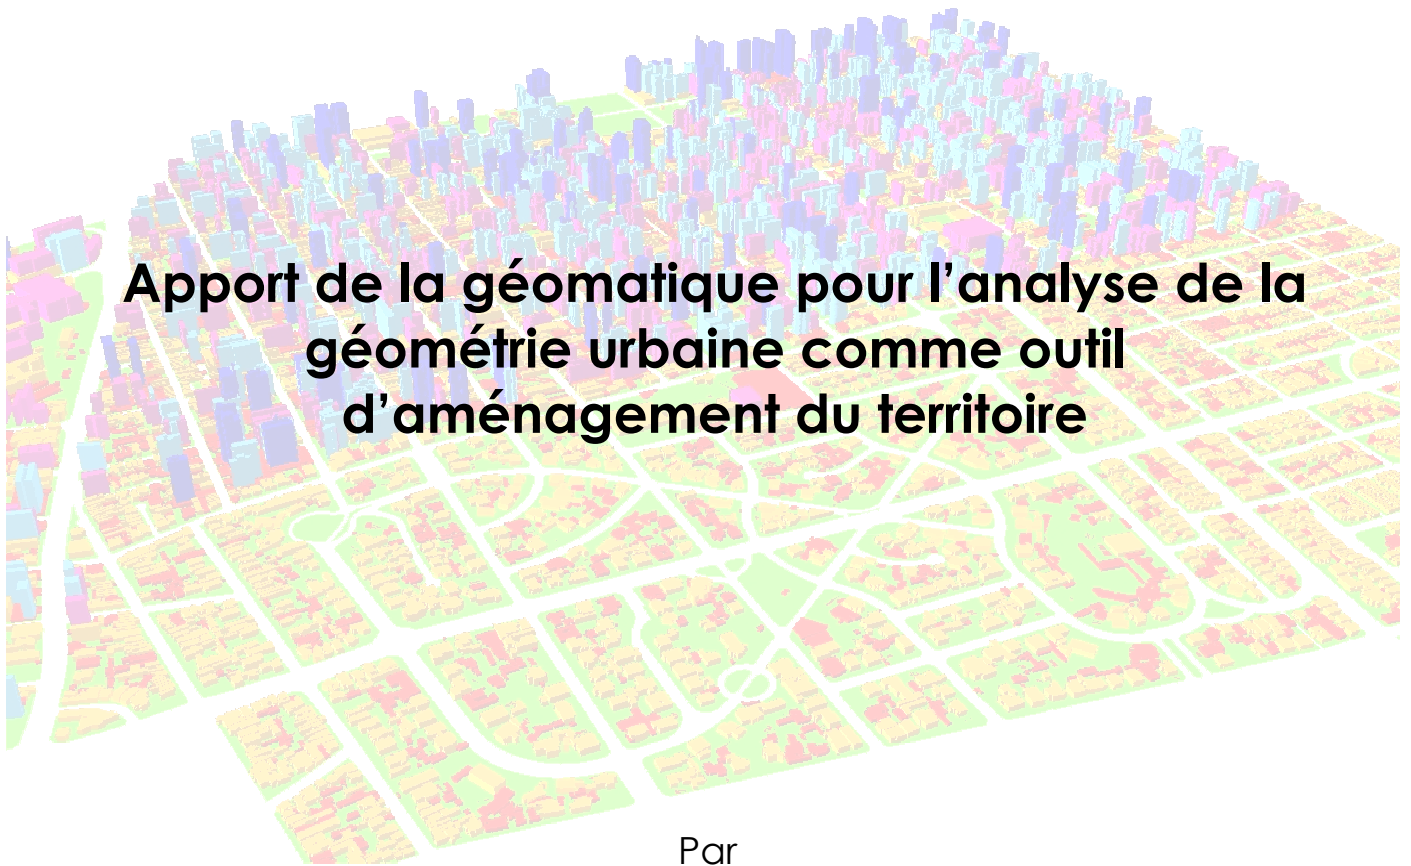 Apport de la géomatique pour l’analyse de la
géométrie urbaine comme outil
d’aménagement du territoire
Par